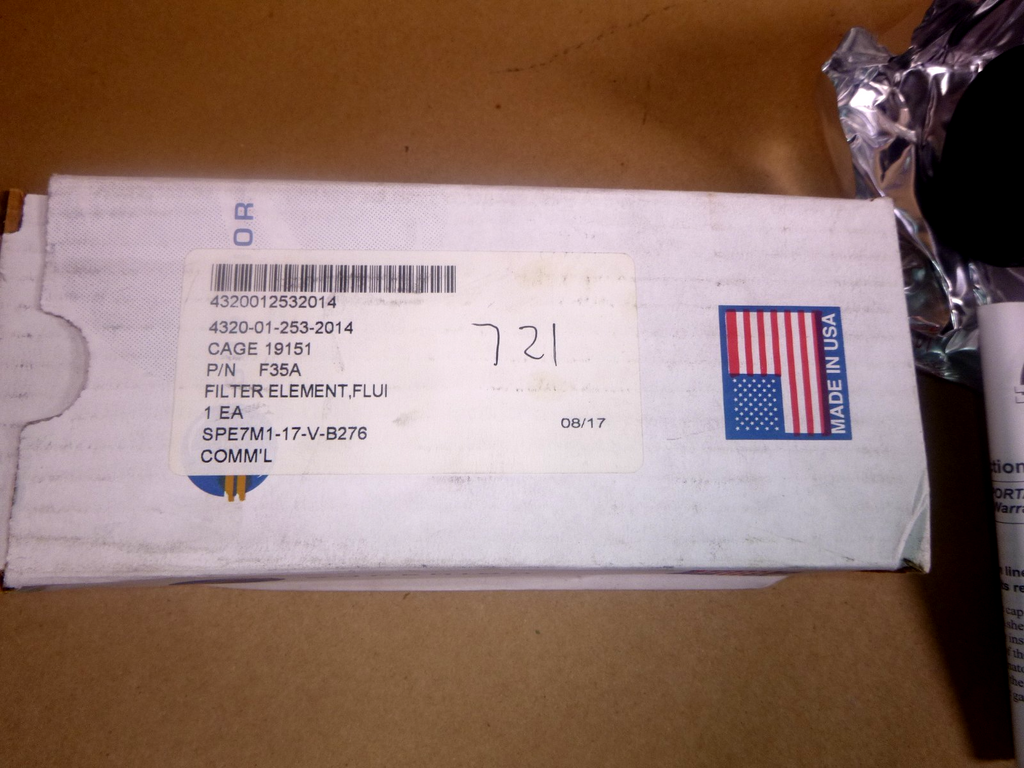 OR
4320012532014
4320-01-253-2014
CAGE 19151
P/N F35A
FILTER ELEMENT,FLUI
1 EA
SPE7M1-17-V-B276
COMM'L
721
08/17
MADE IN USA